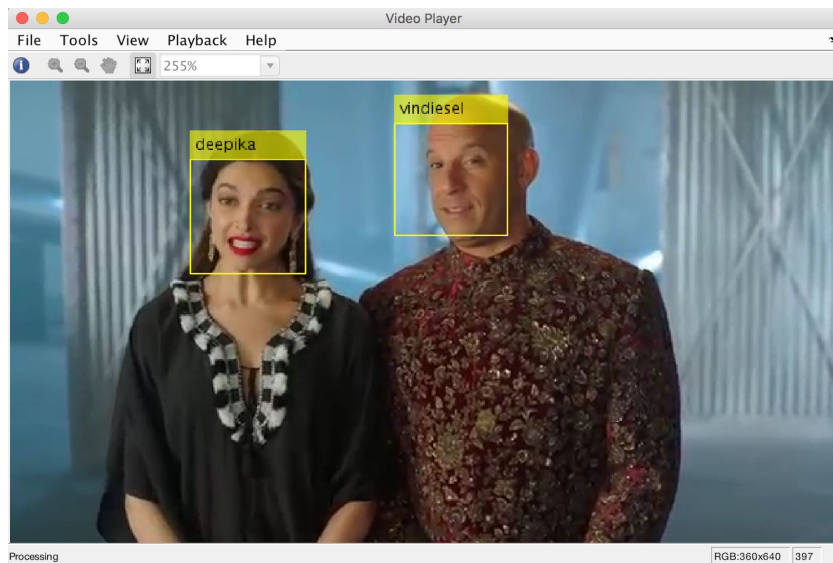 Video Player
File Tools View Playback Help
255%
deepika
vindiesel
Processing
RGB:360x640
397